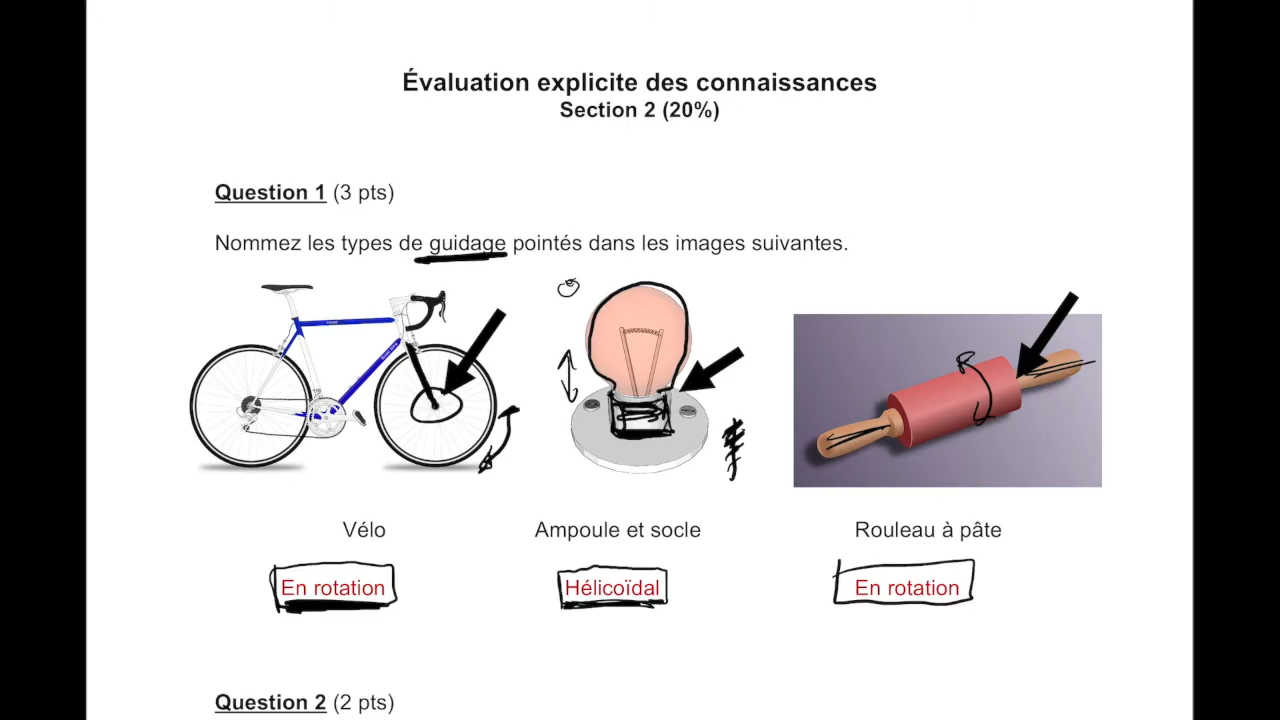 Évaluation explicite des connaissances
Section 2 (20%)
Question 1 (3 pts)
Nommez les types de guidage pointés dans les images suivantes.
Vélo Ampoule et socle Rouleau à pâte
En rotation Hélicoïdal En rotation
Question 2 (2 pts)